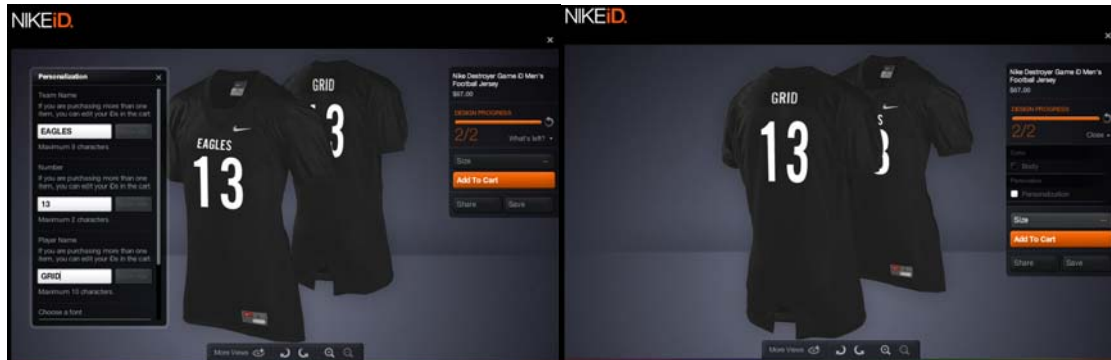 NIKEiD.
Personalization
Team Name
If you are purchasing more than one
item, you can edit your iDs in the cart
EAGLES
Maximum 9 characters
Number
If you are purchasing more than one
item, you can edit your iDs in the cart
13
Maximum 2 characters
Player Name
If you are purchasing more than one
item, you can edit your iDs in the cart
GRID
Maximum 10 characters
Choose a font
EAGLES
13
GRID
13
Nike Destroyer Game iD Men's
Football Jersey
$67.00
DESIGN PROGRESS
2/2 What's left?
Size
Add To Cart
Share Save
More Views
NIKEiD.
GRID
13
S
3
Nike Destroyer Game iD Men's
Football Jersey
$67.00
DESIGN PROGRESS
2/2 Close
Body
Personalization
Size
Add To Cart
Share Save
More Views